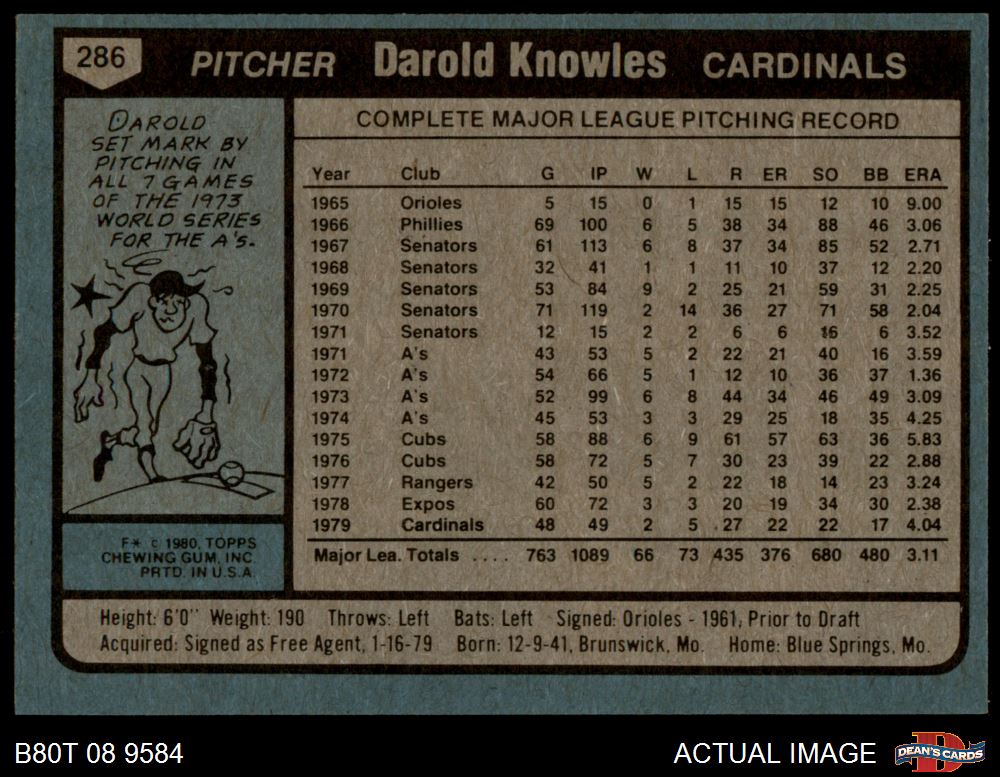 286 PITCHER Darold Knowles CARDINALS
DAROLD
SET MARK BY
PITCHING IN
ALL 7 GAMES
OF THE 1973
WORLD SERIES
FOR THE A's.
F* © 1980, TOPPS
CHEWING GUM, INC.
PRTD. IN U.S.A.
COMPLETE MAJOR LEAGUE PITCHING RECORD
Year Club G IP W L R ER SO BB ERA
1965 Orioles 5 15 0 1 15 15 12 10 9.00
1966 Phillies 69 100 6 5 38 34 88 46 3.06
1967 Senators 61 113 6 8 37 34 85 52 2.71
1968 Senators 32 41 1 1 11 10 37 12 2.20
1969 Senators 53 84 9 2 25 21 59 31 2.25
1970 Senators 71 119 2 14 36 27 71 58 2.04
1971 Senators 12 15 2 2 6 6 16 6 3.52
1971 A's 43 53 5 2 22 21 40 16 3.59
1972 A's 54 66 5 1 12 10 36 37 1.36
1973 A's 52 99 6 8 44 34 46 49 3.09
1974 A's 45 53 3 3 29 25 18 35 4.25
1975 Cubs 58 88 6 9 61 57 63 36 5.83
1976 Cubs 58 72 5 7 30 23 39 22 2.88
1977 Rangers 42 50 5 2 22 18 14 23 3.24
1978 Expos 60 72 3 3 20 19 34 30 2.38
1979 Cardinals 48 49 2 5 27 22 22 17 4.04
Major Lea. Totals .... 763 1089 66 73 435 376 680 480 3.11
Height: 6'0" Weight: 190 Throws: Left Bats: Left Signed: Orioles - 1961, Prior to Draft
Acquired: Signed as Free Agent, 1-16-79 Born: 12-9-41, Brunswick, Mo. Home: Blue Springs, Mo.
B80T 08 9584 ACTUAL IMAGE D DEAN'S CARDS